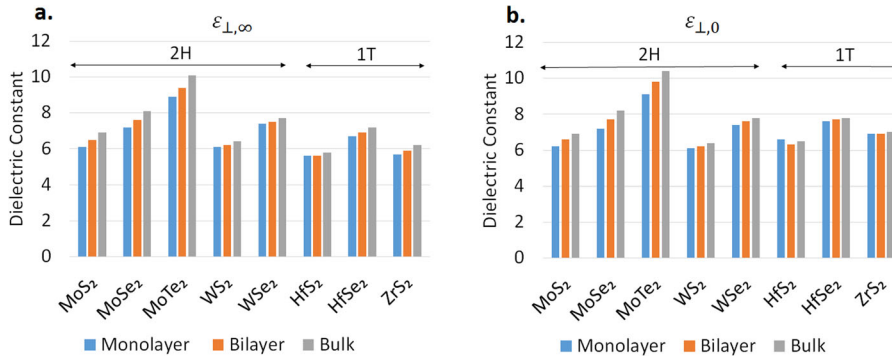 a.
ε⊥,∞
Dielectric Constant
12
10
8
6
4
2
0
2H
1T
MoS₂
MoSe₂
MoTe₂
WS₂
WSe₂
HfS₂
HfSe₂
ZrS₂
Monolayer Bilayer Bulk
b.
ε⊥,0
Dielectric Constant
12
10
8
6
4
2
0
2H
1T
MoS₂
MoSe₂
MoTe₂
WS₂
WSe₂
HfS₂
HfSe₂
ZrS₂
Monolayer Bilayer Bulk